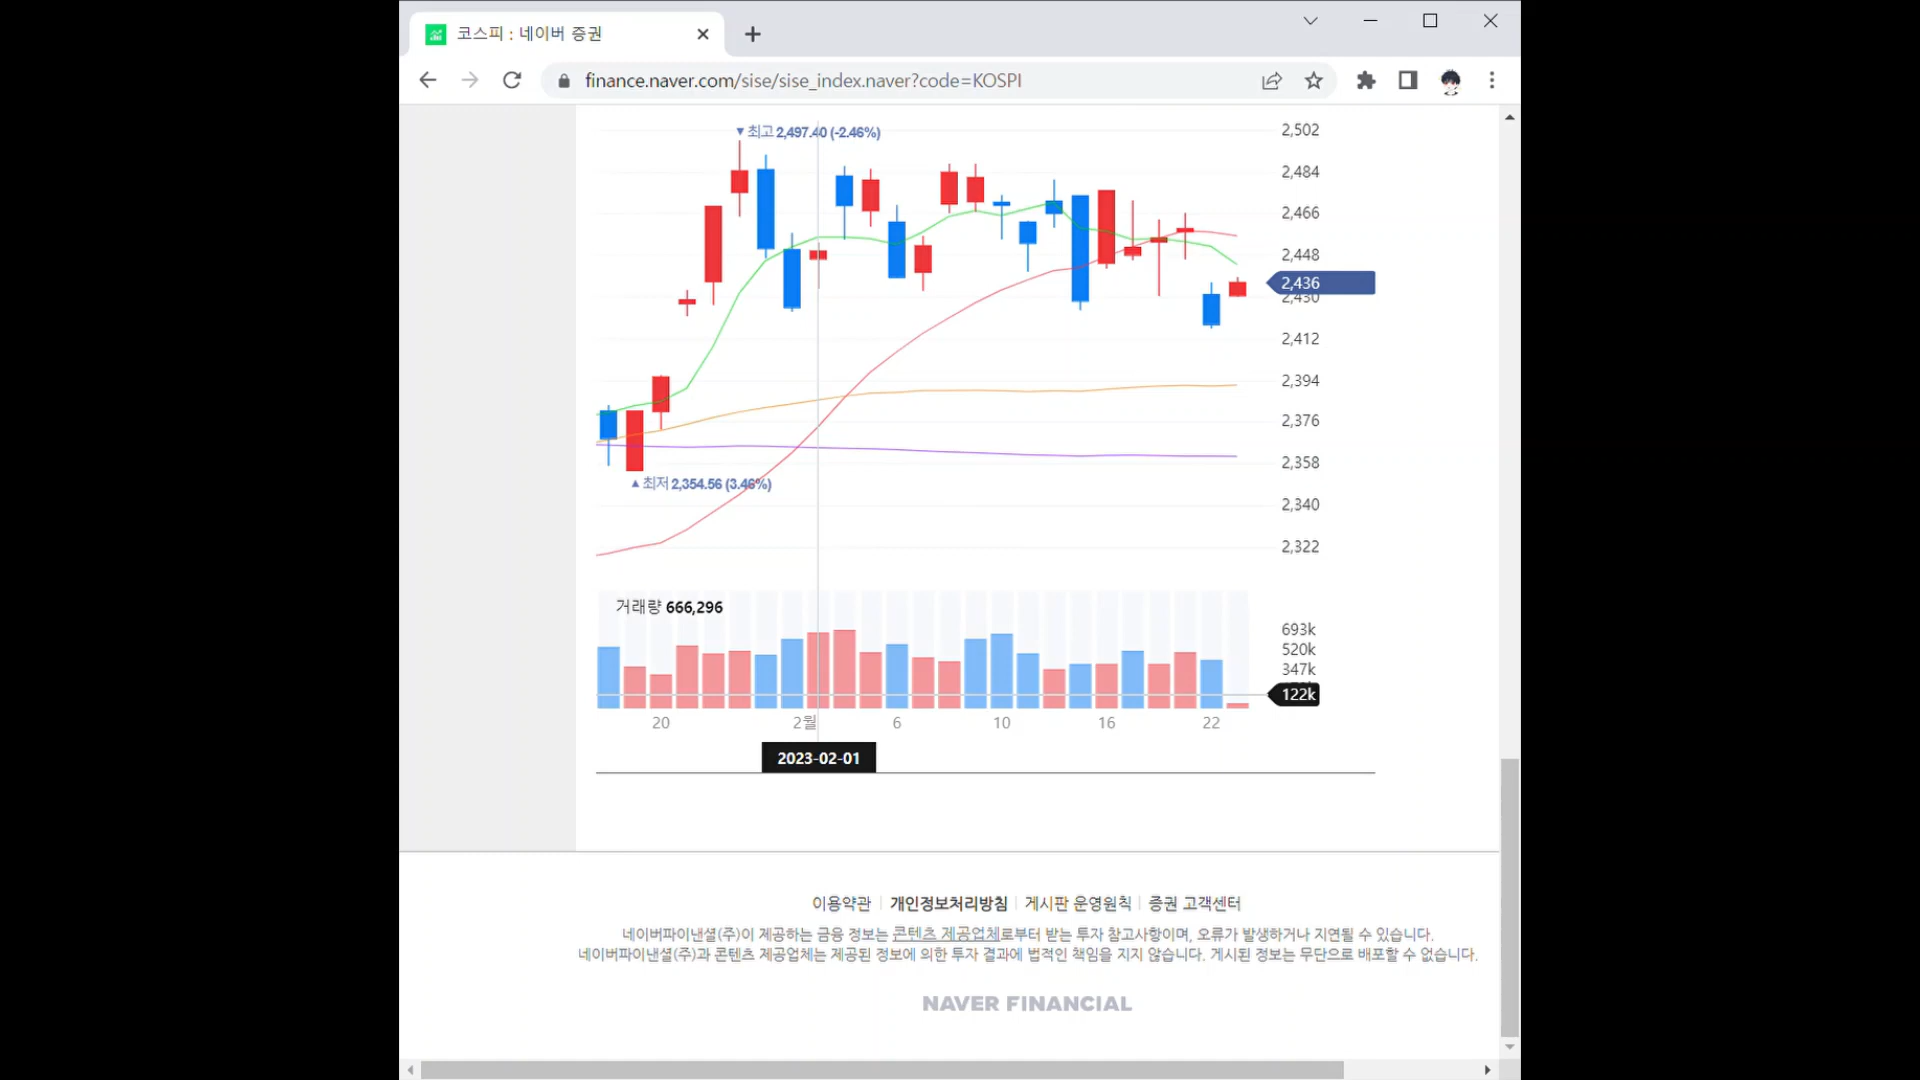 코스피 : 네이버 증권
finance.naver.com/sise/sise_index.naver?code=KOSPI
▼최고 2,497.40 (-2.46%)
2,502
2,484
2,466
2,448
2,436
2,430
2,412
2,394
2,376
2,358
▲최저 2,354.56 (3.46%)
2,340
2,322
거래량 666,296
693k
520k
347k
122k
20 2월 6 10 16 22
2023-02-01
이용약관 개인정보처리방침 게시판 운영원칙 증권 고객센터
네이버파이낸셜(주)이 제공하는 금융 정보는 콘텐츠 제공업체로부터 받는 투자 참고사항이며, 오류가 발생하거나 지연될 수 있습니다.
네이버파이낸셜(주)과 콘텐츠 제공업체는 제공된 정보에 의한 투자 결과에 법적인 책임을 지지 않습니다. 게시된 정보는 무단으로 배포할 수 없습니다.
NAVER FINANCIAL